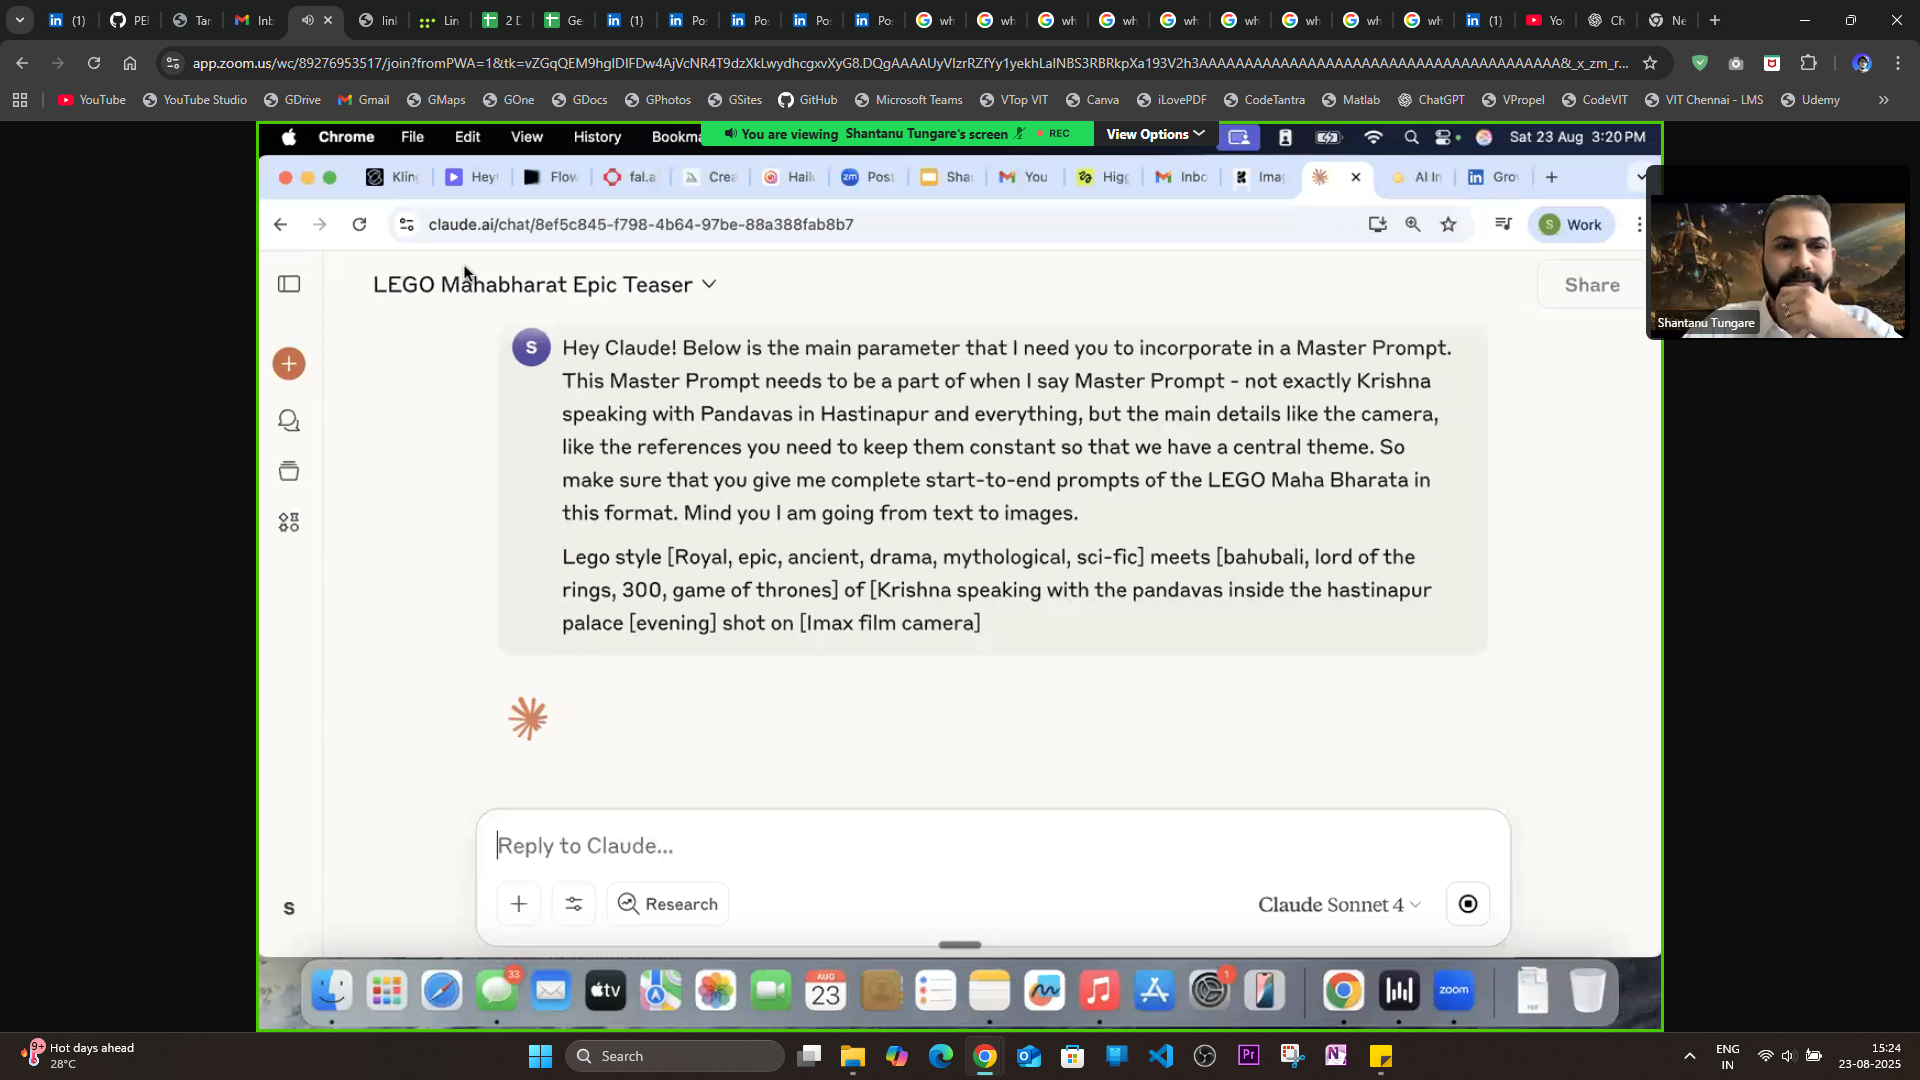 (1)
PE
Tar
Inb
link
Lin
2 D
Ge
(1)
Po
Po
Po
Po
wh
wh
wh
wh
wh
wh
wh
wh
wh
(1)
Yo
Ch
Ne
app.zoom.us/wc/89276953517/join?fromPWA=1&tk=
YouTube
YouTube Studio
GDrive
Gmail
GMaps
GOne
GDocs
GPhotos
GSites
GitHub
Microsoft Teams
VTop VIT
Canva
iLovePDF
CodeTantra
Matlab
ChatGPT
VPropel
CodeVIT
VIT Chennai - LMS
Udemy
Chrome
File
Edit
View
History
Bookma
You are viewing Shantanu Tungare's screen
REC
View Options
Sat 23 Aug 3:20 PM
Kling
Hey
Flow
fal.a
Crea
Hailu
zm
Post
Shar
You
Higg
Inbo
Imag
AI In
Grov
claude.ai/chat/8ef5c845-f798-4b64-97be-88a388fab8b7
S
Work
LEGO Mahabharat Epic Teaser
Share
Shantanu Tungare
S
Hey Claude! Below is the main parameter that I need you to incorporate in a Master Prompt.
This Master Prompt needs to be a part of when I say Master Prompt - not exactly Krishna
speaking with Pandavas in Hastinapur and everything, but the main details like the camera,
like the references you need to keep them constant so that we have a central theme. So
make sure that you give me complete start-to-end prompts of the LEGO Maha Bharata in
this format. Mind you I am going from text to images.
Lego style [Royal, epic, ancient, drama, mythological, sci-fic] meets [bahubali, lord of the
rings, 300, game of thrones] of [Krishna speaking with the pandavas inside the hastinapur
palace [evening] shot on [Imax film camera]
Reply to Claude...
Research
Claude Sonnet 4
S
33
tv
AUG
23
1
zoom
PDF
9+
Hot days ahead
28°C
Search
Pr
N
ENG
IN
15:24
23-08-2025